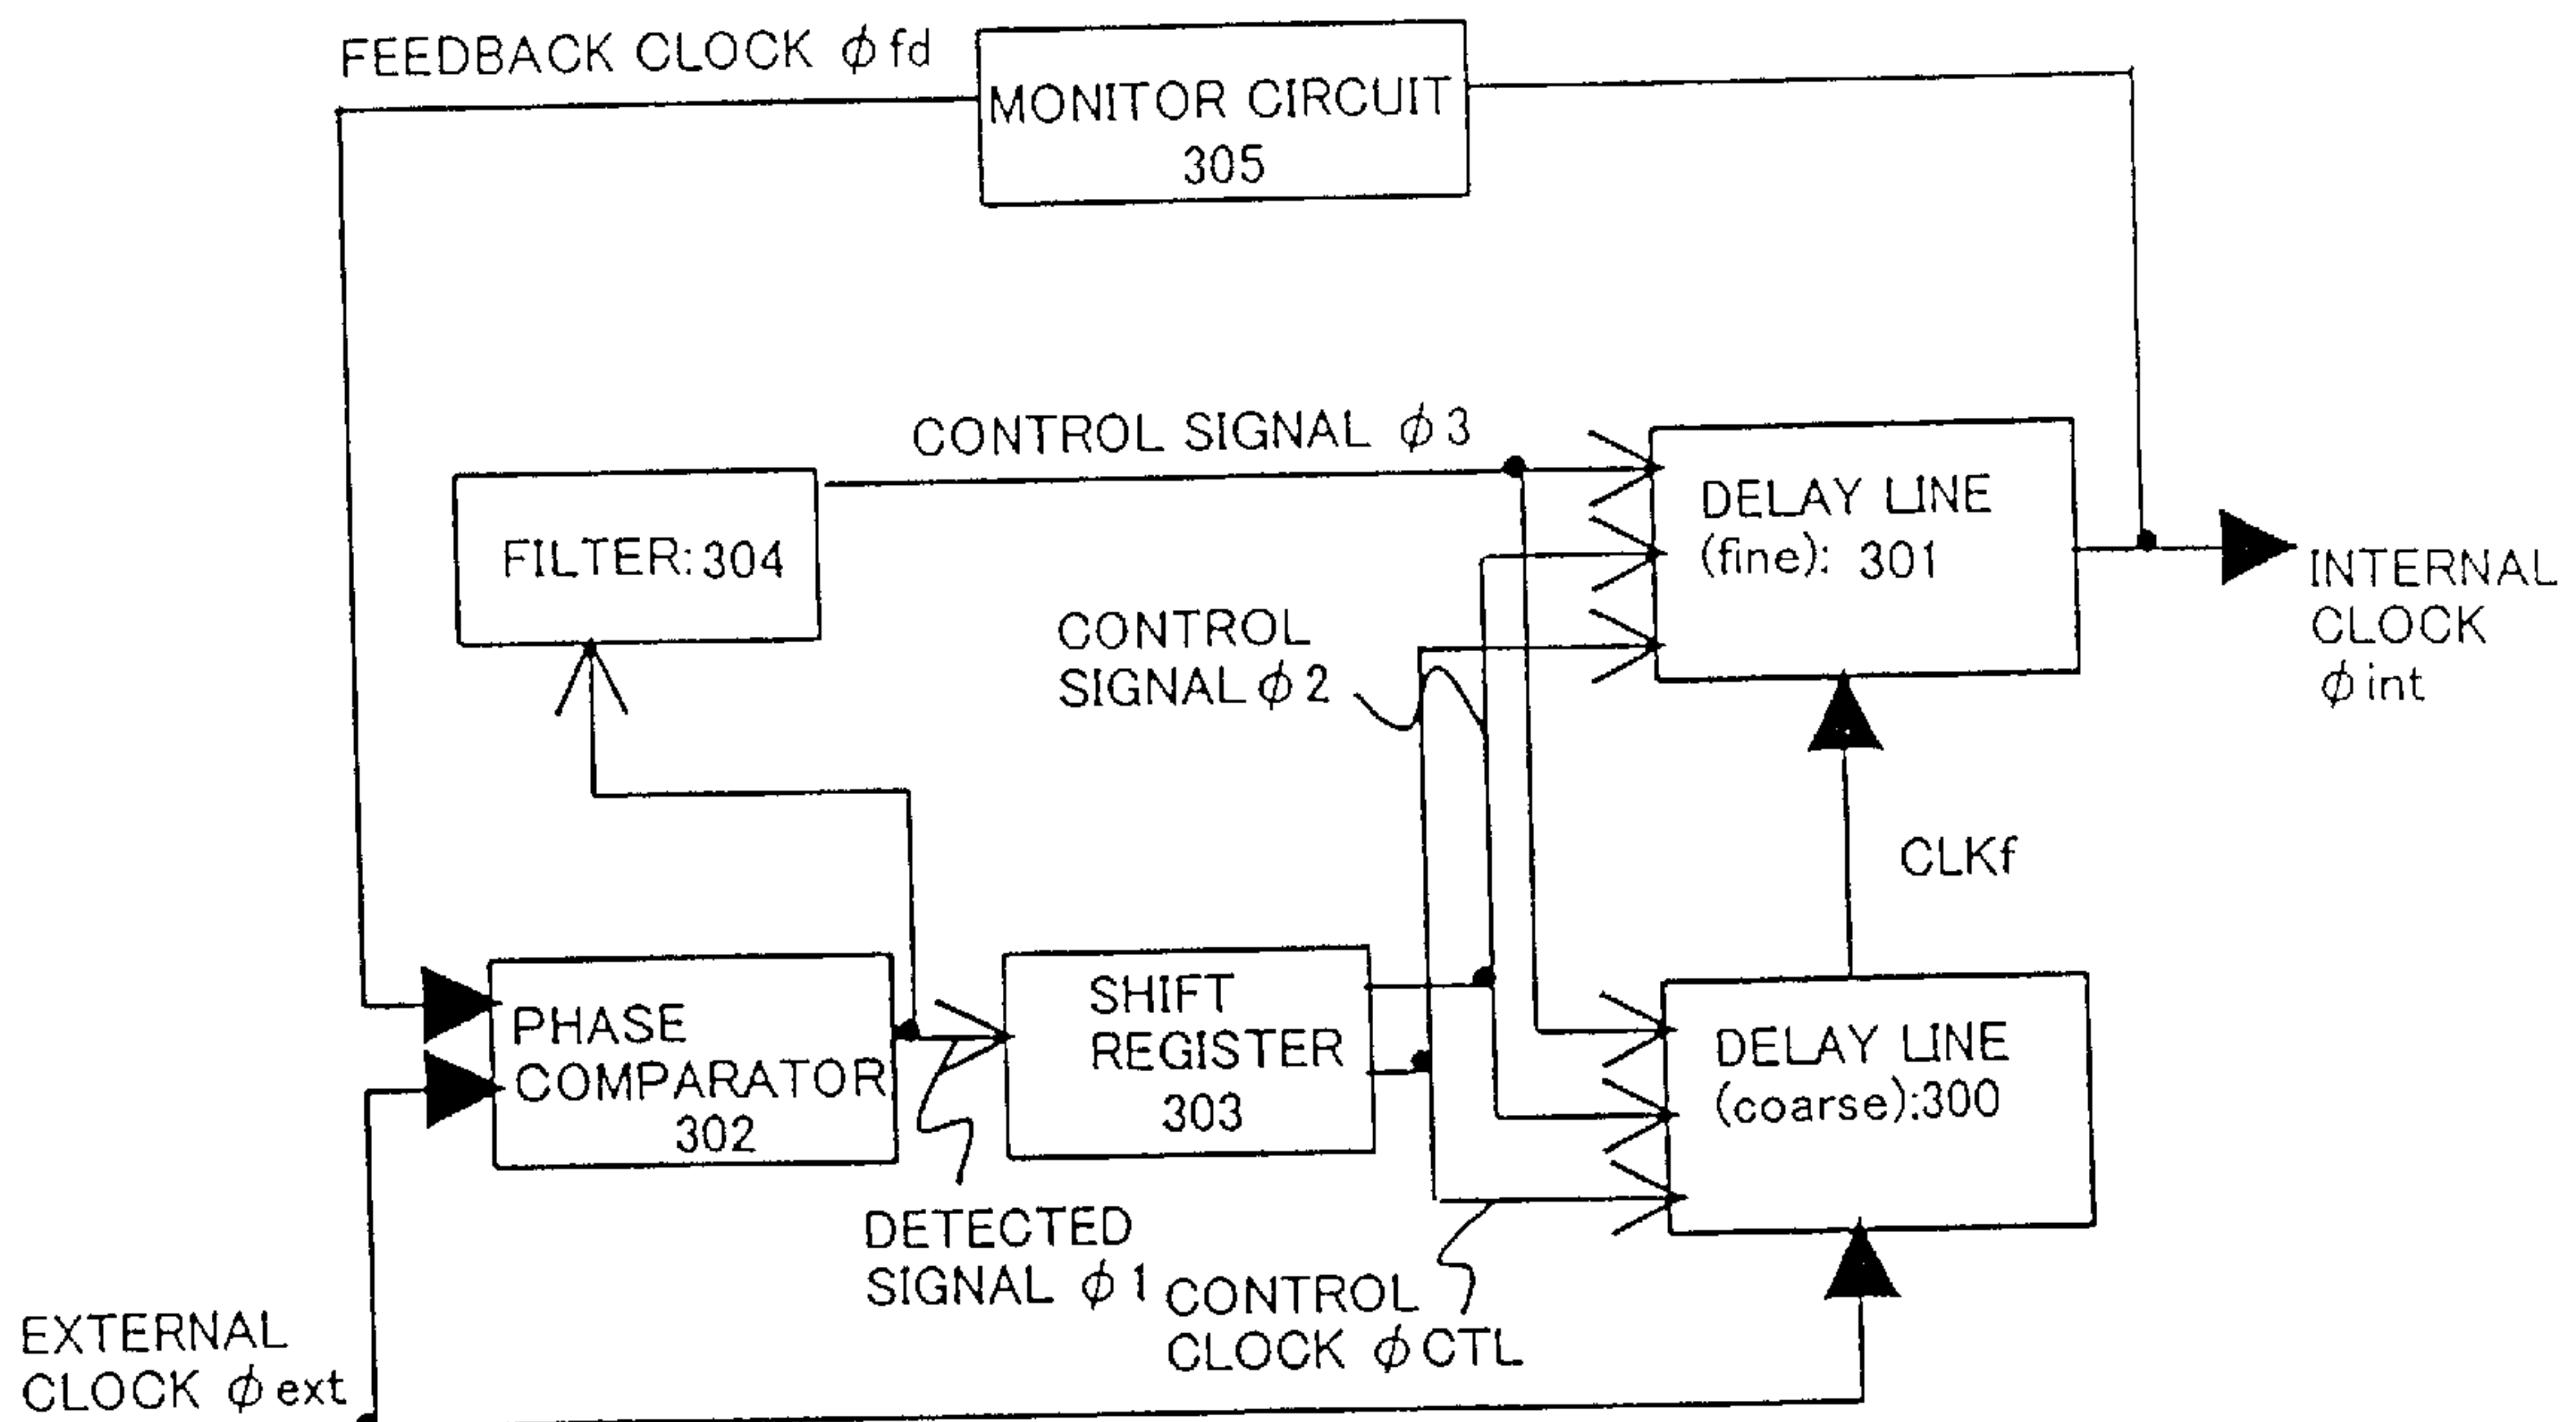 FEEDBACK CLOCK φfd
MONITOR CIRCUIT
305
CONTROL SIGNAL φ3
FILTER:304
DELAY LINE
(fine): 301
INTERNAL
CLOCK
φint
CONTROL
SIGNAL φ2
CLKf
PHASE
COMPARATOR
302
SHIFT
REGISTER
303
DELAY LINE
(coarse):300
DETECTED
SIGNAL φ1
CONTROL
CLOCK φCTL
EXTERNAL
CLOCK φext